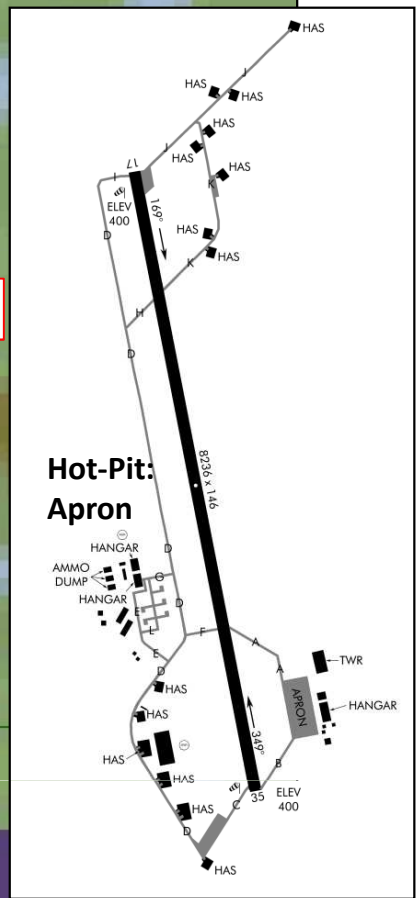 HAS
J
HAS
HAS
HAS
J
HAS
17
I
HAS
K
ELEV
400
169°
D
HAS
K
HAS
H
D
Hot-Pit:
Apron
8236 x 146
HANGAR
D
AMMO
DUMP
G
HANGAR
E
D
L
F
A
E
A
TWR
D
HAS
APRON
HANGAR
HAS
349°
HAS
B
HAS
C
35
ELEV
400
HAS
D
HAS